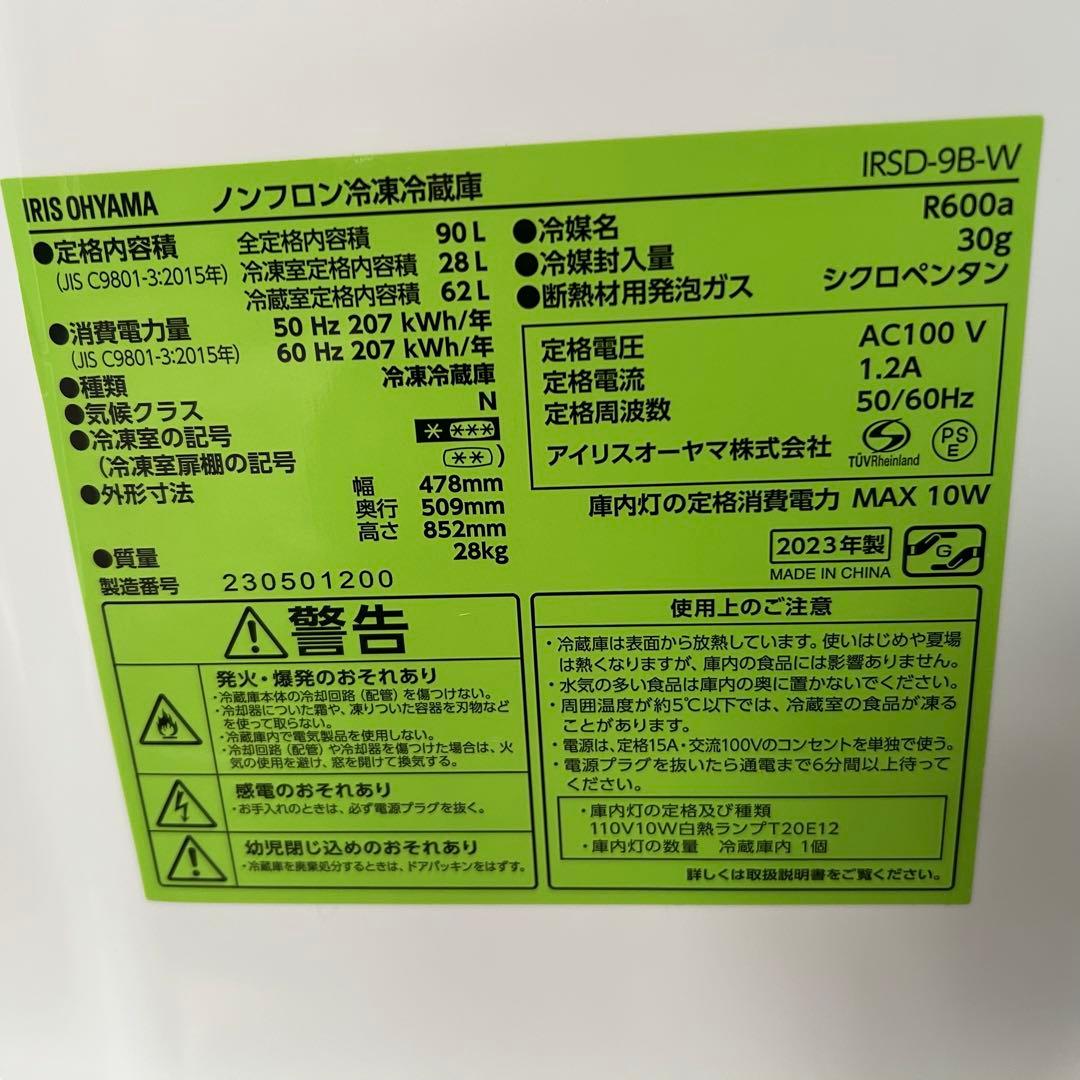 IRIS OHYAMA ノンフロン冷凍冷蔵庫 IRSD-9B-W
●定格内容積 全定格内容積 90L
(JIS C9801-3:2015年) 冷凍室定格内容積 28L
冷蔵室定格内容積 62L
●消費電力量 50 Hz 207 kWh/年
(JIS C9801-3:2015年) 60 Hz 207 kWh/年
●種類 冷凍冷蔵庫
●気候クラス N
●冷凍室の記号 * ***
(冷凍室扉棚の記号 ** )
●外形寸法 幅 478mm
奥行 509mm
高さ 852mm
●質量 28kg
製造番号 230501200
●冷媒名 R600a
●冷媒封入量 30g
●断熱材用発泡ガス シクロペンタン
定格電圧 AC100 V
定格電流 1.2A
定格周波数 50/60Hz
アイリスオーヤマ株式会社 TÜVRheinland PSE
庫内灯の定格消費電力 MAX 10W
2023年製
MADE IN CHINA
G
警告
発火・爆発のおそれあり
・冷蔵庫本体の冷却回路(配管)を傷つけない。
・冷却器についた霜や、凍りついた容器を刃物など
を使って取らない。
・冷蔵庫内で電気製品を使用しない。
・冷却回路(配管)や冷却器を傷つけた場合は、火
気の使用を避け、窓を開けて換気する。
感電のおそれあり
・お手入れのときは、必ず電源プラグを抜く。
幼児閉じ込めのおそれあり
・冷蔵庫を廃棄処分するときは、ドアパッキンをはずす。
使用上のご注意
・冷蔵庫は表面から放熱しています。使いはじめや夏場
は熱くなりますが、庫内の食品には影響ありません。
・水気の多い食品は庫内の奥に置かないでください。
・周囲温度が約5℃以下では、冷蔵室の食品が凍る
ことがあります。
・電源は、定格15A・交流100Vのコンセントを単独で使う。
・電源プラグを抜いたら通電まで6分間以上待って
ください。
・庫内灯の定格及び種類
110V10W白熱ランプT20E12
・庫内灯の数量 冷蔵庫内 1個
詳しくは取扱説明書をご覧ください。